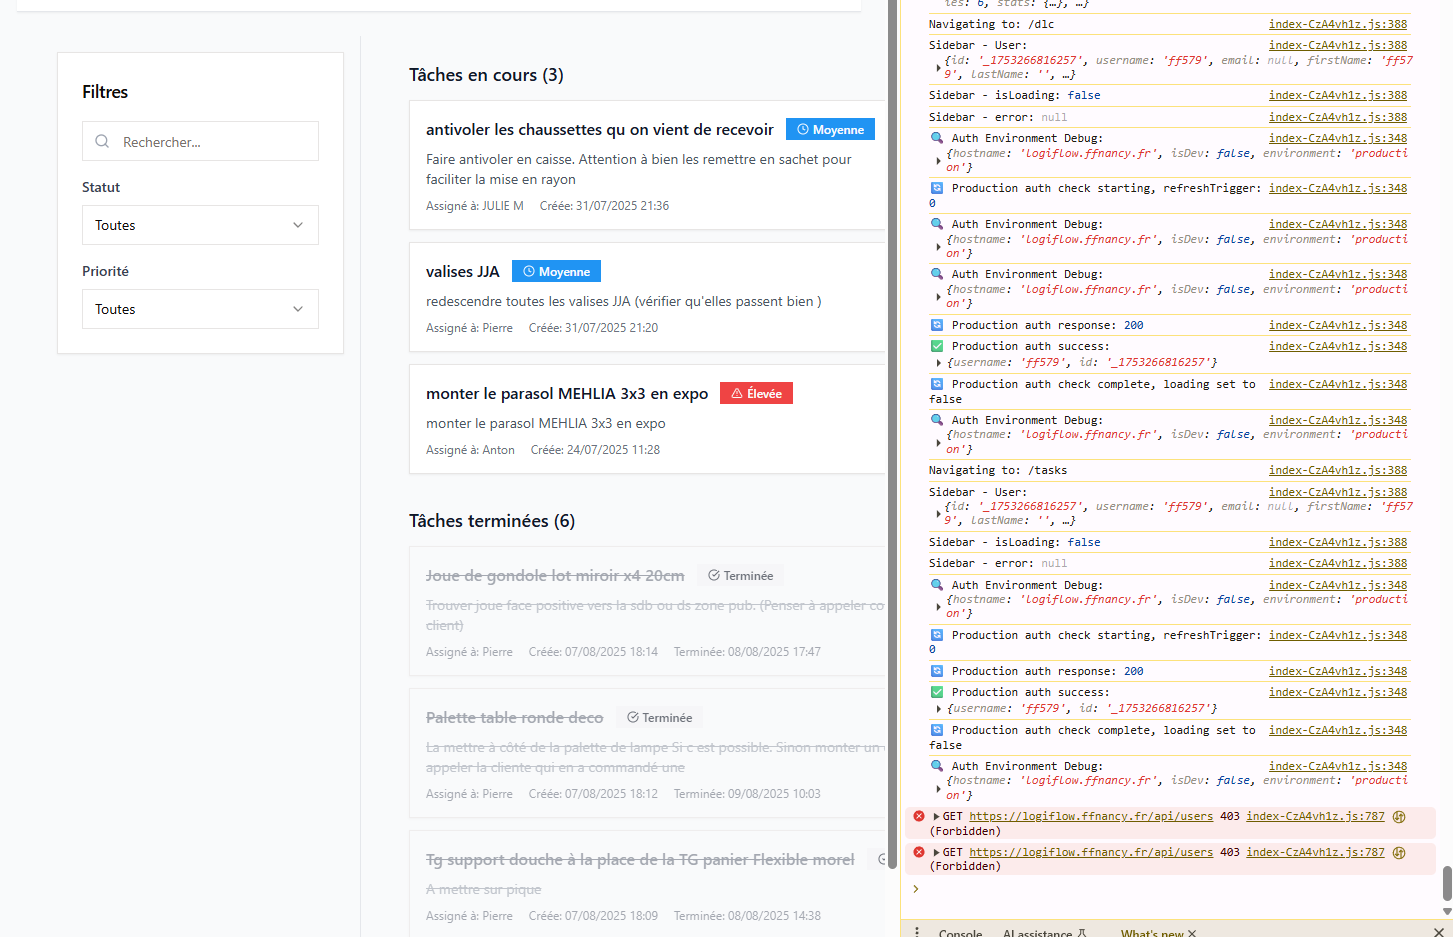 Filtres
Rechercher...
Statut
Toutes
Priorité
Toutes
Tâches en cours (3)
antivoler les chaussettes qu on vient de recevoir Moyenne
Faire antivoler en caisse. Attention à bien les remettre en sachet pour
faciliter la mise en rayon
Assigné à: JULIE M Créée: 31/07/2025 21:36
valises JJA Moyenne
redescendre toutes les valises JJA (vérifier qu'elles passent bien )
Assigné à: Pierre Créée: 31/07/2025 21:20
monter le parasol MEHLIA 3x3 en expo Élevée
monter le parasol MEHLIA 3x3 en expo
Assigné à: Anton Créée: 24/07/2025 11:28
Tâches terminées (6)
Joue de gondole lot miroir x4 20cm Terminée
Trouver joue face positive vers la sdb ou ds zone pub. (Penser à appeler co
client)
Assigné à: Pierre Créée: 07/08/2025 18:14 Terminée: 08/08/2025 17:47
Palette table ronde deco Terminée
La mettre à côté de la palette de lampe Si c est possible. Sinon monter un
appeler la cliente qui en a commandé une
Assigné à: Pierre Créée: 07/08/2025 18:12 Terminée: 09/08/2025 10:03
Tg support douche à la place de la TG panier Flexible morel
A mettre sur pique
Assigné à: Pierre Créée: 07/08/2025 18:09 Terminée: 08/08/2025 14:38
ies: 6, stats: {…}, …}
Navigating to: /dlc index-CzA4vh1z.js:388
Sidebar - User: index-CzA4vh1z.js:388
{id: '_1753266816257', username: 'ff579', email: null, firstName: 'ff57
9', lastName: '', …}
Sidebar - isLoading: false index-CzA4vh1z.js:388
Sidebar - error: null index-CzA4vh1z.js:388
🔍 Auth Environment Debug: index-CzA4vh1z.js:348
{hostname: 'logiflow.ffnancy.fr', isDev: false, environment: 'producti
on'}
🔄 Production auth check starting, refreshTrigger: index-CzA4vh1z.js:348
0
🔍 Auth Environment Debug: index-CzA4vh1z.js:348
{hostname: 'logiflow.ffnancy.fr', isDev: false, environment: 'producti
on'}
🔍 Auth Environment Debug: index-CzA4vh1z.js:348
{hostname: 'logiflow.ffnancy.fr', isDev: false, environment: 'producti
on'}
🔄 Production auth response: 200 index-CzA4vh1z.js:348
✅ Production auth success: index-CzA4vh1z.js:348
{username: 'ff579', id: '_1753266816257'}
🔄 Production auth check complete, loading set to index-CzA4vh1z.js:348
false
🔍 Auth Environment Debug: index-CzA4vh1z.js:348
{hostname: 'logiflow.ffnancy.fr', isDev: false, environment: 'producti
on'}
Navigating to: /tasks index-CzA4vh1z.js:388
Sidebar - User: index-CzA4vh1z.js:388
{id: '_1753266816257', username: 'ff579', email: null, firstName: 'ff57
9', lastName: '', …}
Sidebar - isLoading: false index-CzA4vh1z.js:388
Sidebar - error: null index-CzA4vh1z.js:388
🔍 Auth Environment Debug: index-CzA4vh1z.js:348
{hostname: 'logiflow.ffnancy.fr', isDev: false, environment: 'producti
on'}
🔄 Production auth check starting, refreshTrigger: index-CzA4vh1z.js:348
0
🔄 Production auth response: 200 index-CzA4vh1z.js:348
✅ Production auth success: index-CzA4vh1z.js:348
{username: 'ff579', id: '_1753266816257'}
🔄 Production auth check complete, loading set to index-CzA4vh1z.js:348
false
🔍 Auth Environment Debug: index-CzA4vh1z.js:348
{hostname: 'logiflow.ffnancy.fr', isDev: false, environment: 'producti
on'}
GET https://logiflow.ffnancy.fr/api/users 403 index-CzA4vh1z.js:787
(Forbidden)
GET https://logiflow.ffnancy.fr/api/users 403 index-CzA4vh1z.js:787
(Forbidden)
Console AI assistance What's new